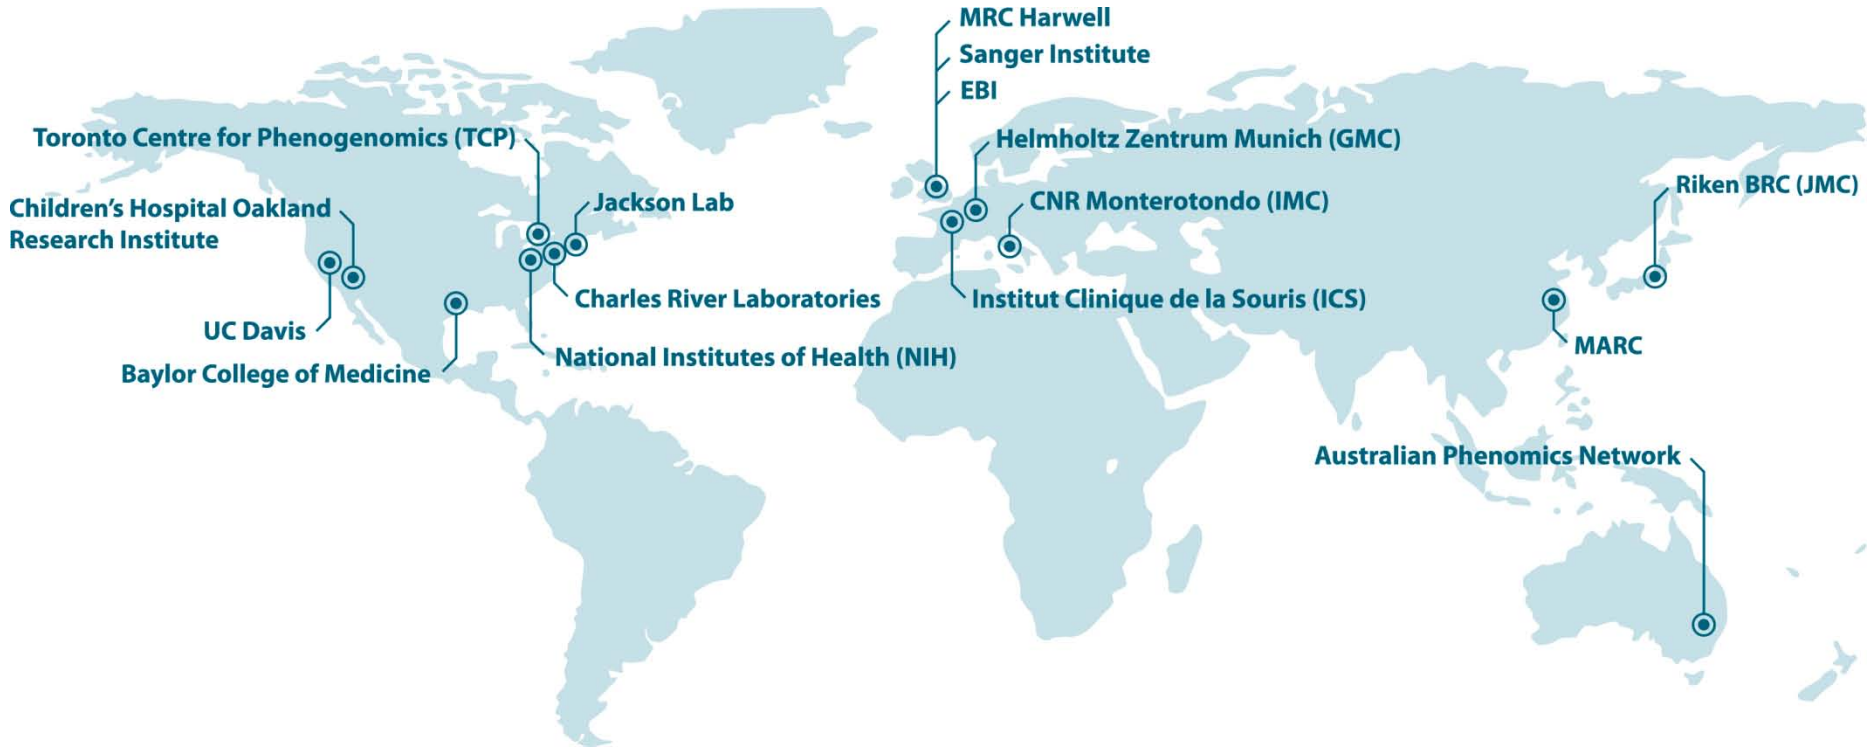 MRC Harwell
Sanger Institute
EBI
Toronto Centre for Phenogenomics (TCP)
Helmholtz Zentrum Munich (GMC)
Riken BRC (JMC)
Children’s Hospital Oakland
Research Institute
Jackson Lab
CNR Monterotondo (IMC)
Charles River Laboratories
Institut Clinique de la Souris (ICS)
UC Davis
MARC
National Institutes of Health (NIH)
Baylor College of Medicine
Australian Phenomics Network